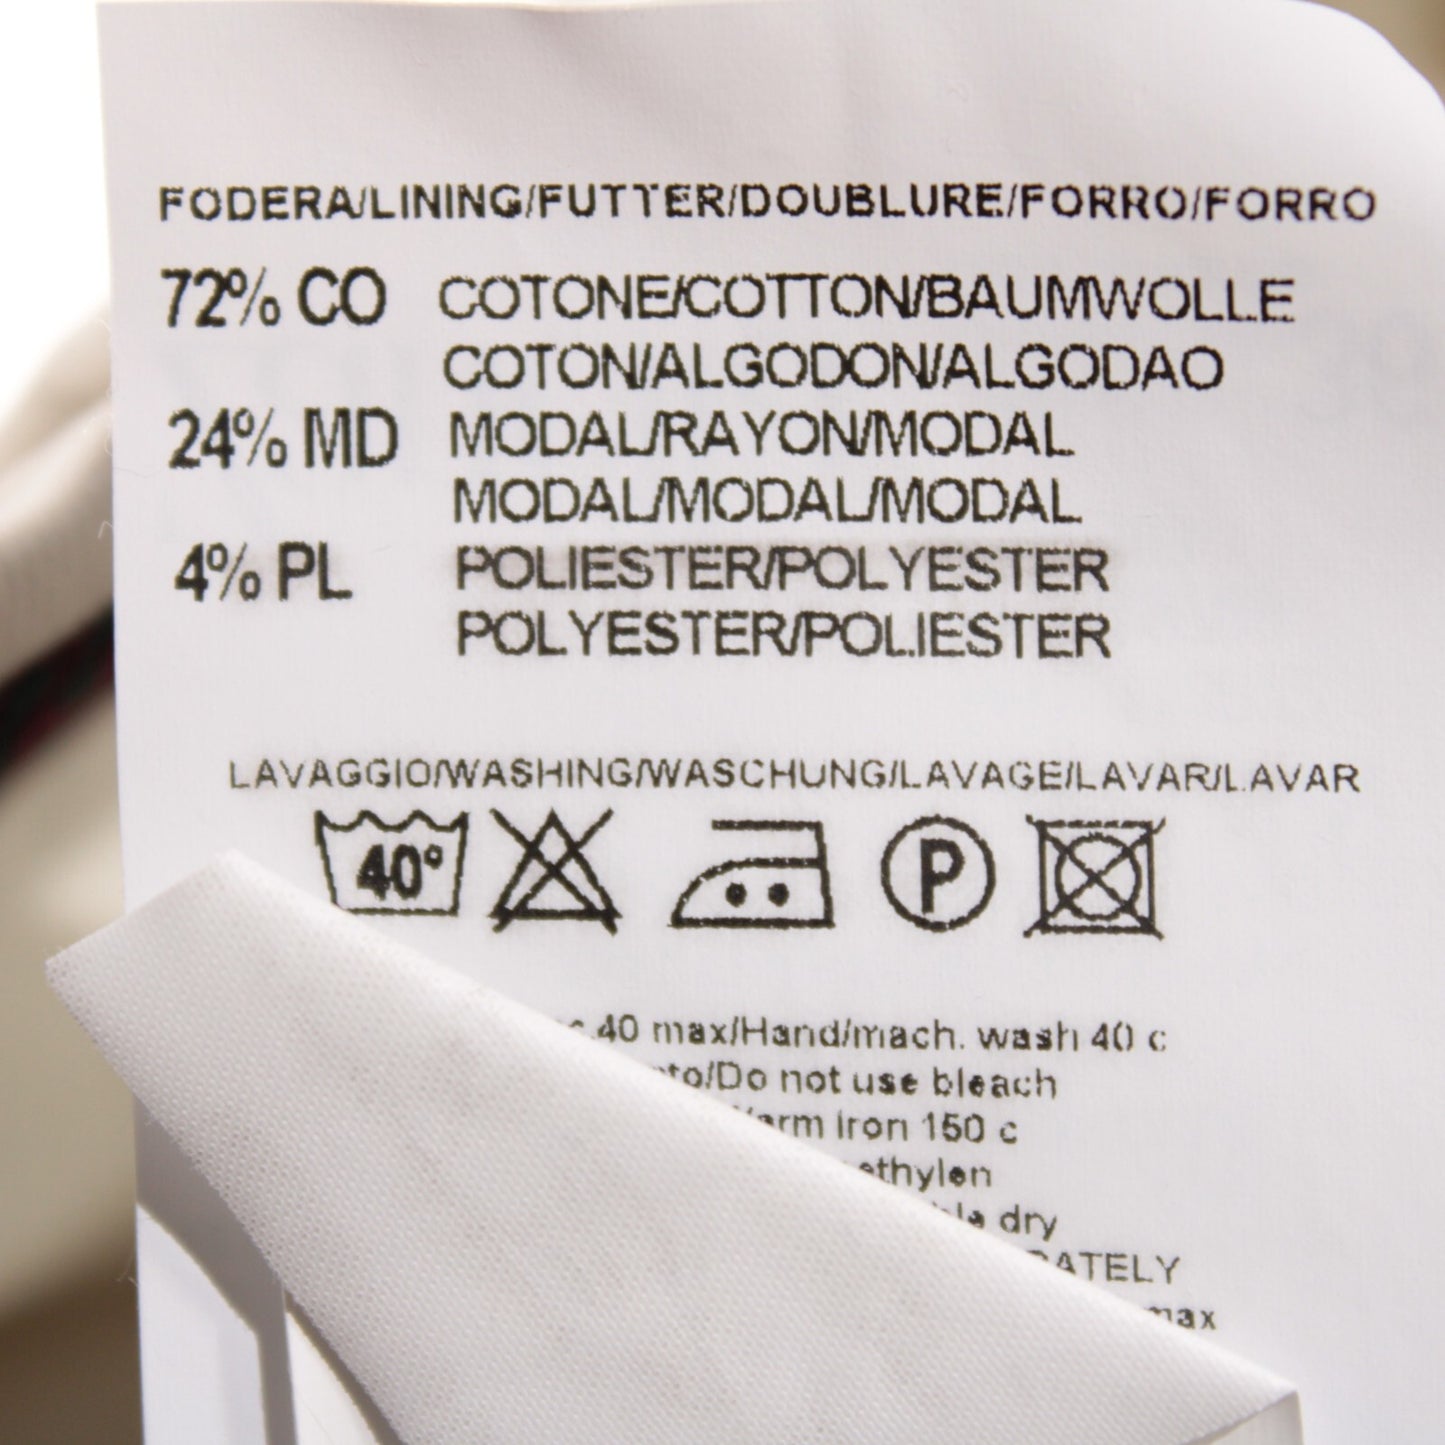 FODERA/LINING/FUTTER/DOUBLURE/FORRO/FORRO
72% CO COTONE/COTTON/BAUMWOLLE
COTON/ALGODON/ALGODAO
24% MD MODAL/RAYON/MODAL
MODAL/MODAL/MODAL
4% PL POLIESTER/POLYESTER
POLYESTER/POLIESTER
LAVAGGIO/WASHING/WASCHUNG/LAVAGE/LAVAR/LAVAR
40° P
40 max/Hand/mach. wash 40 c
/Do not use bleach
iron 150 c
dry
max